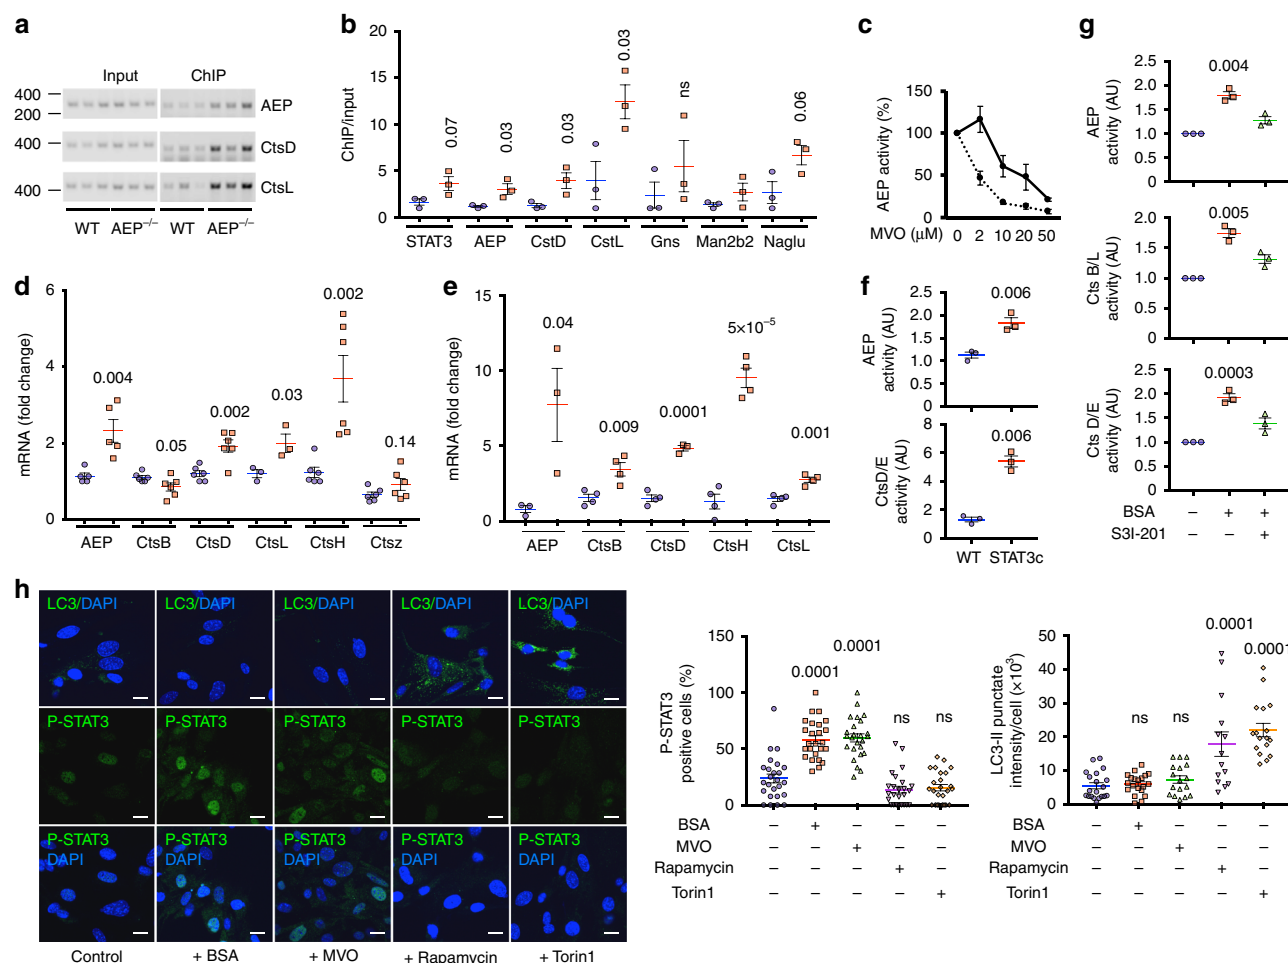 a
Input ChIP
400
200
AEP
400
CtsD
400
CtsL
WT AEP–/– WT AEP–/–
b
ChIP/input
20
15
10
5
0
0.07 0.03 0.03 0.03 ns 0.06
STAT3 AEP CstD CstL Gns Man2b2 Naglu
c
AEP activity (%)
150
100
50
0
MVO (μM) 0 2 10 20 50
d
mRNA (fold change)
6
4
2
0
0.004 0.05 0.002 0.03 0.002 0.14
AEP CtsB CtsD CtsL CtsH Ctsz
e
mRNA (fold change)
15
10
5
0
0.04 0.009 0.0001 5×10–5 0.001
AEP CtsB CtsD CtsH CtsL
f
AEP
activity (AU)
2.5
2.0
1.5
1.0
0.5
0
0.006
CtsD/E
activity (AU)
8
6
4
2
0
0.006
WT STAT3c
g
AEP
activity (AU)
2.5
2.0
1.5
1.0
0.5
0
0.004
Cts B/L
activity (AU)
2.0
1.5
1.0
0.5
0
0.005
Cts D/E
activity (AU)
2.5
2.0
1.5
1.0
0.5
0
0.0003
BSA – + +
S3I-201 – – +
h
LC3/DAPI LC3/DAPI LC3/DAPI LC3/DAPI LC3/DAPI
P-STAT3 P-STAT3 P-STAT3 P-STAT3 P-STAT3
P-STAT3 P-STAT3 P-STAT3 P-STAT3 P-STAT3
DAPI DAPI DAPI DAPI DAPI
Control + BSA + MVO + Rapamycin + Torin1
P-STAT3
positive cells (%)
150
100
50
0
0.0001 0.0001 ns ns
BSA – + – – –
MVO – – + – –
Rapamycin – – – + –
Torin1 – – – – +
LC3-II punctate
intensity/cell (×10³)
50
40
30
20
10
0
ns ns 0.0001 0.0001
BSA – + – – –
MVO – – + – –
Rapamycin – – – + –
Torin1 – – – – +